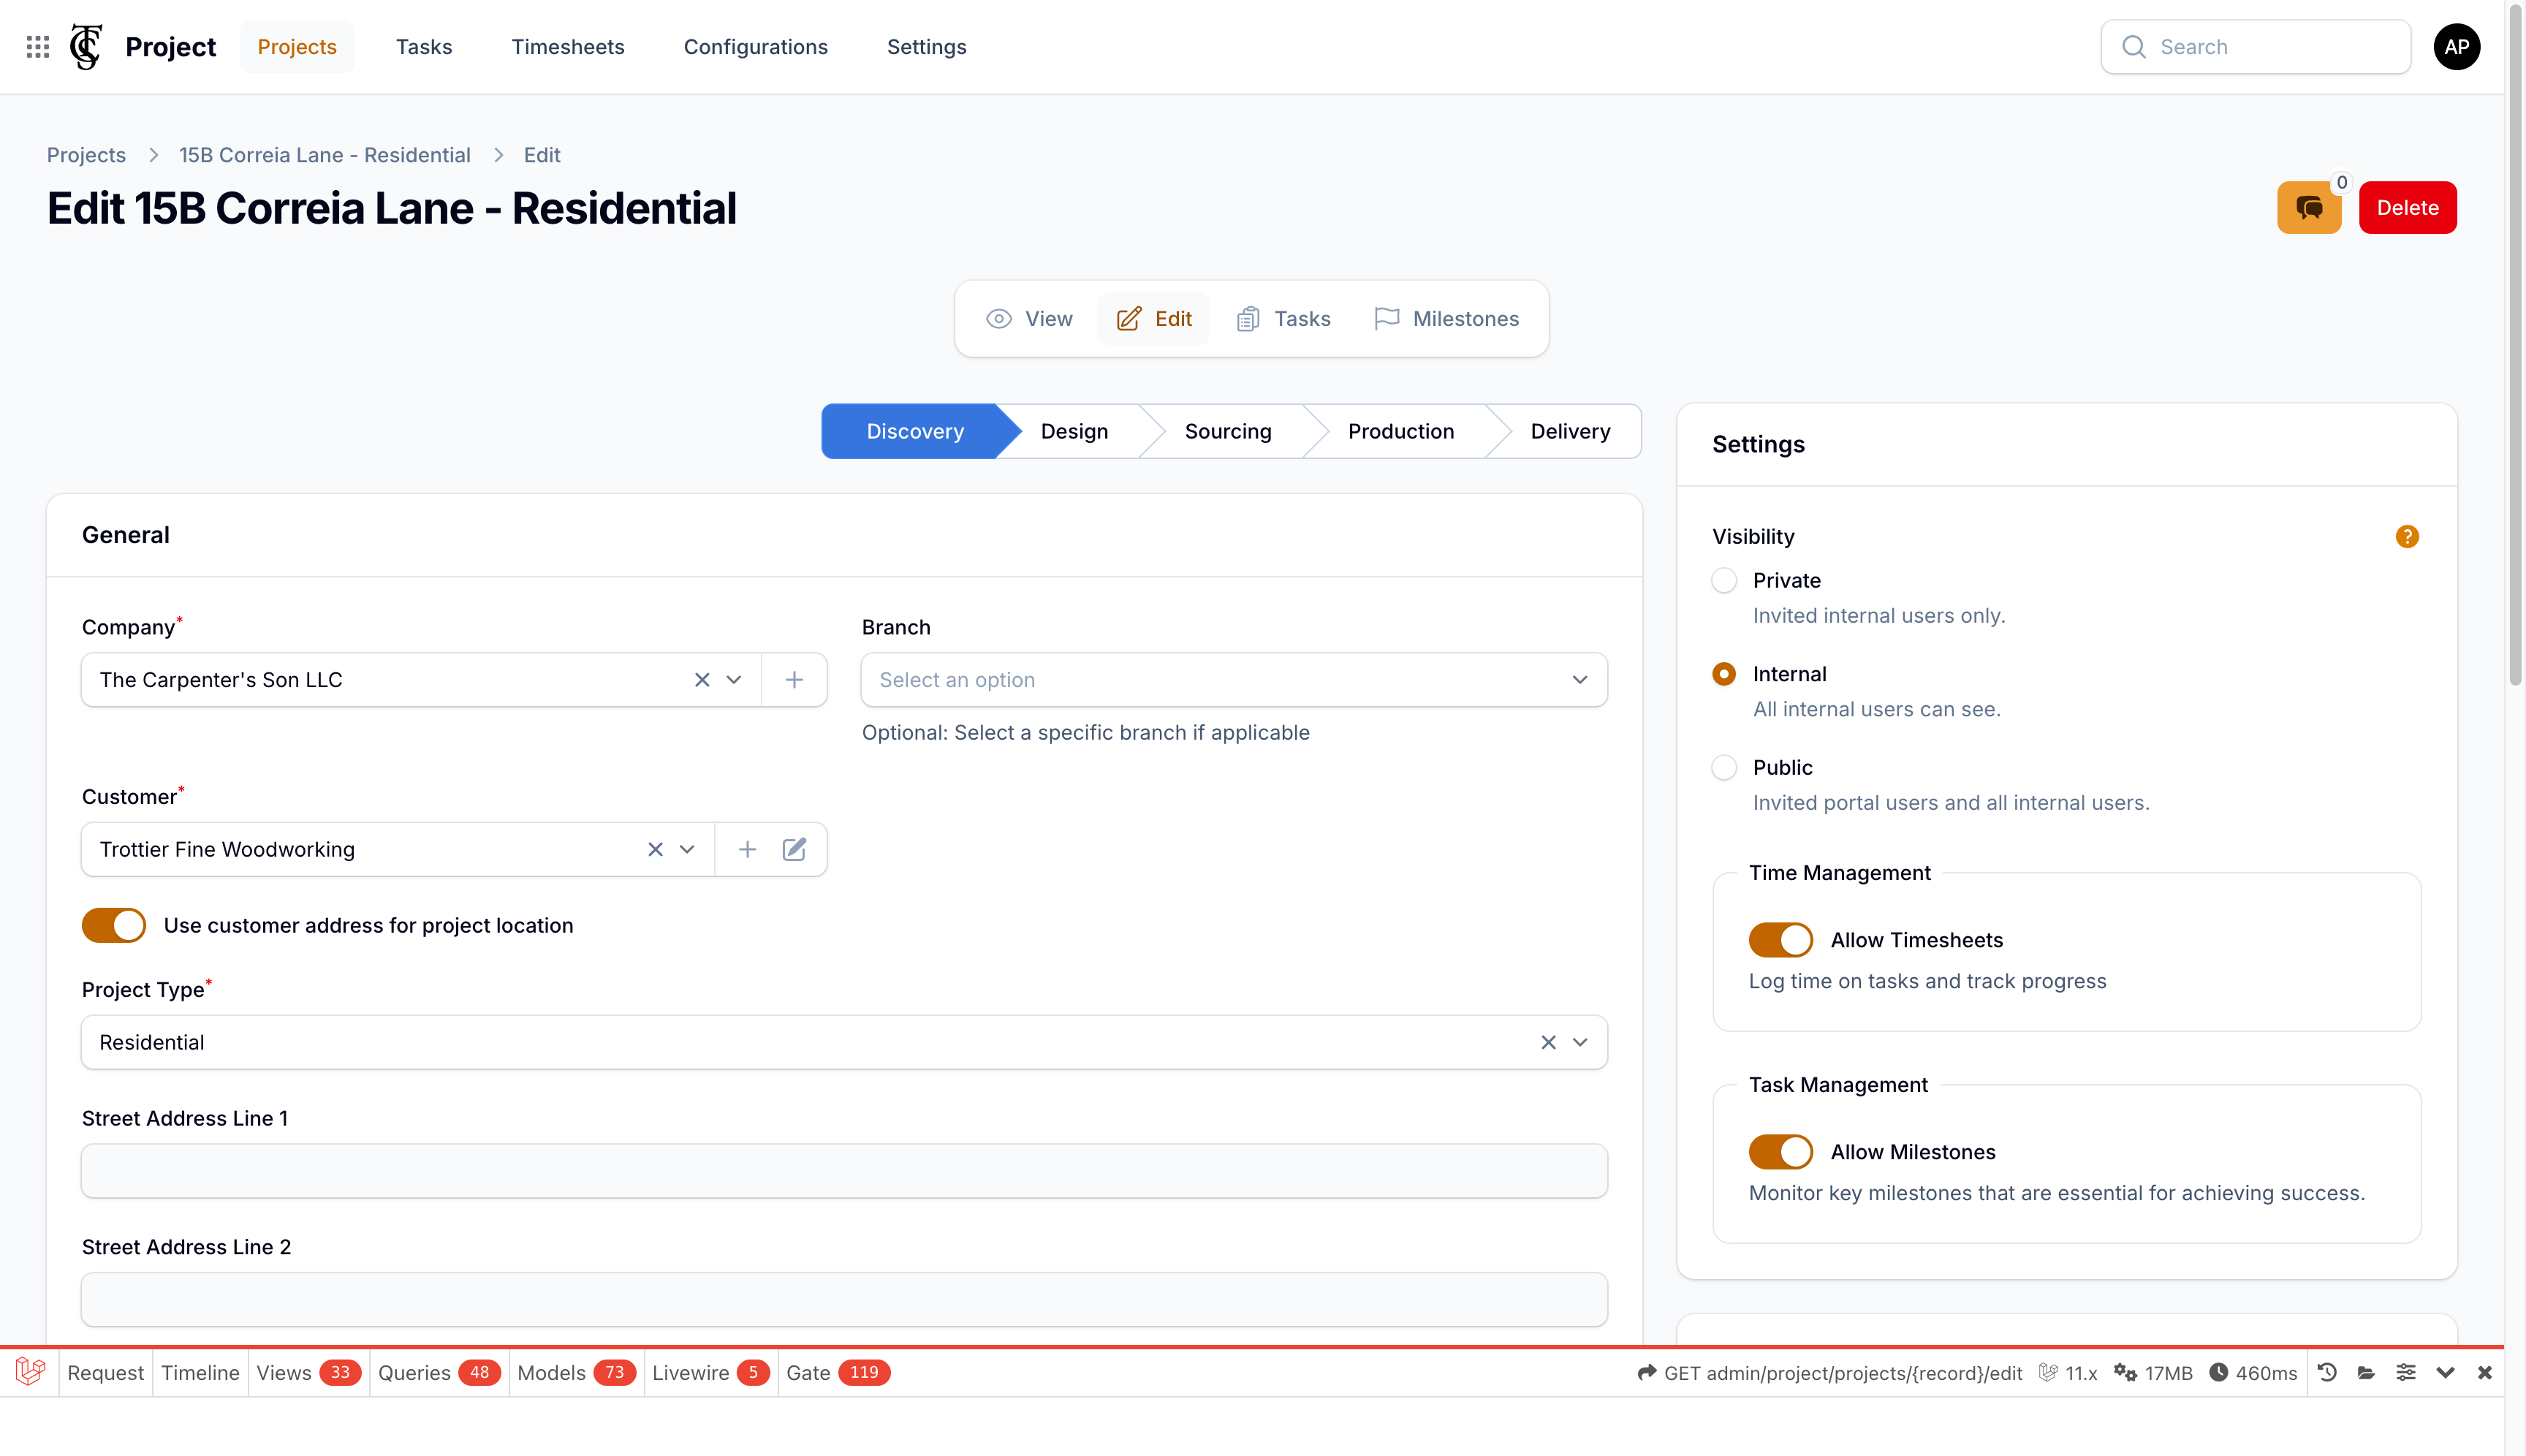 Project Projects Tasks Timesheets Configurations Settings Search AP
Projects 15B Correia Lane - Residential Edit
Edit 15B Correia Lane - Residential
0
Delete
View Edit Tasks Milestones
Discovery Design Sourcing Production Delivery
General
Company*
The Carpenter's Son LLC
Branch
Select an option
Optional: Select a specific branch if applicable
Customer*
Trottier Fine Woodworking
Use customer address for project location
Project Type*
Residential
Street Address Line 1
Street Address Line 2
Settings
Visibility ?
Private
Invited internal users only.
Internal
All internal users can see.
Public
Invited portal users and all internal users.
Time Management
Allow Timesheets
Log time on tasks and track progress
Task Management
Allow Milestones
Monitor key milestones that are essential for achieving success.
Request Timeline Views 33 Queries 48 Models 73 Livewire 5 Gate 119 GET admin/project/projects/{record}/edit 11.x 17MB 460ms